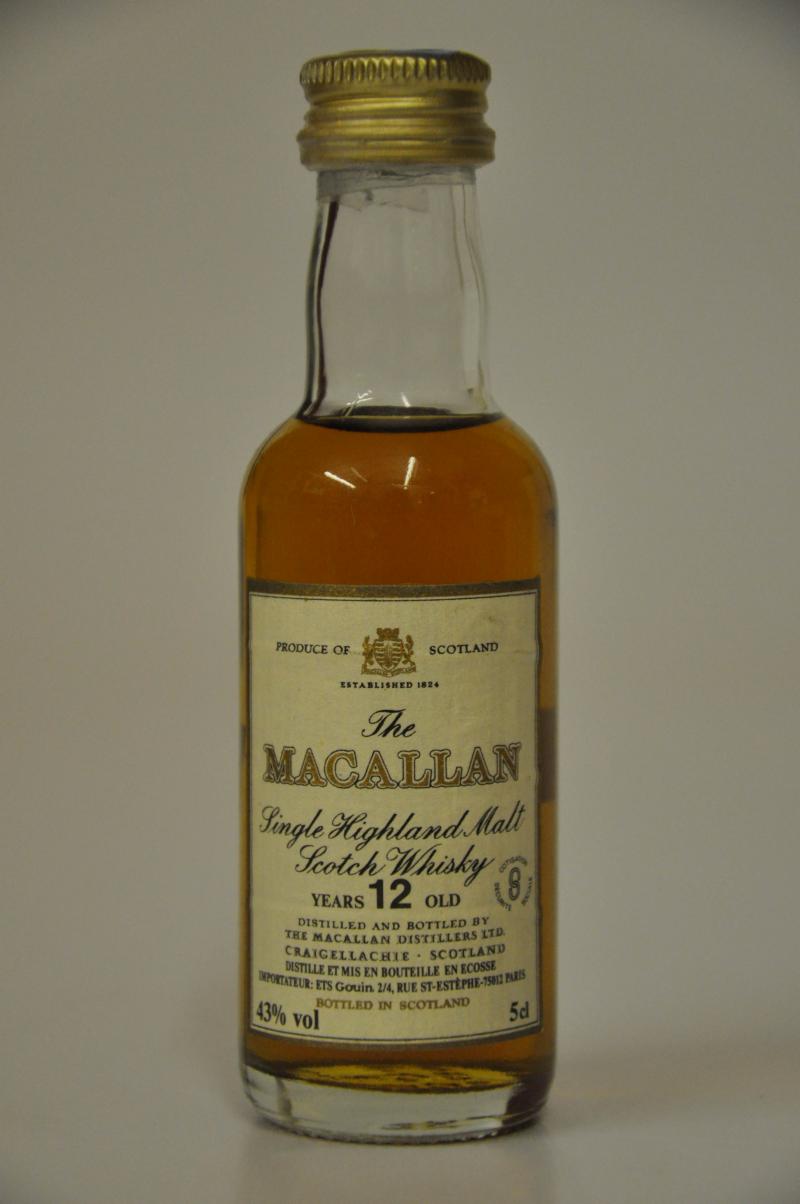 PRODUCE OF SCOTLAND
ESTABLISHED 1824
The
MACALLAN
Single Highland Malt
Scotch Whisky
YEARS 12 OLD
8
DISTILLED AND BOTTLED BY
THE MACALLAN DISTILLERS LTD.
CRAIGELLACHIE · SCOTLAND
DISTILLE ET MIS EN BOUTEILLE EN ECOSSE
IMPORTATEUR: ETS Gouin 2/4, RUE ST-ESTÈPHE-75012 PARIS
BOTTLED IN SCOTLAND
43% vol 5cl